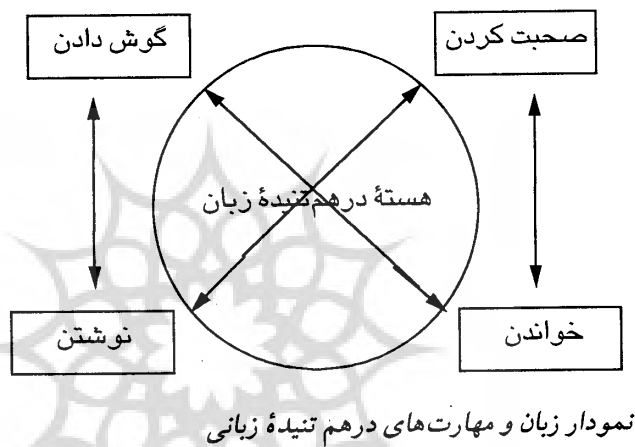 صحبت کردن
گوش دادن
هستهٔ درهم‌تنیدهٔ زبان
خواندن
نوشتن
نمودار زبان و مهارت‌های درهم تنیدهٔ زبانی